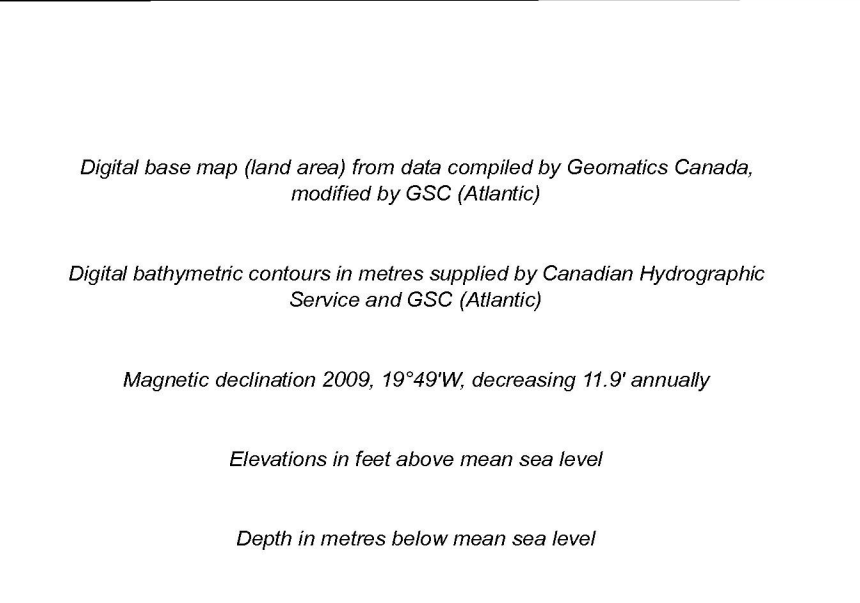 Digital base map (land area) from data compiled by Geomatics Canada,
modified by GSC (Atlantic)
Digital bathymetric contours in metres supplied by Canadian Hydrographic
Service and GSC (Atlantic)
Magnetic declination 2009, 19°49'W, decreasing 11.9' annually
Elevations in feet above mean sea level
Depth in metres below mean sea level